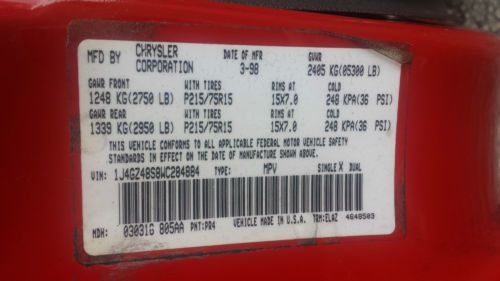 MFD BY CHRYSLER CORPORATION DATE OF MFR 3-98 GVWR 2405 KG(05300 LB)
GAWR FRONT WITH TIRES RIMS AT COLD
1248 KG(2750 LB) P215/75R15 15X7.0 248 KPA(36 PSI)
GAWR REAR WITH TIRES RIMS AT COLD
1339 KG(2950 LB) P215/75R15 15X7.0 248 KPA(36 PSI)
THIS VEHICLE CONFORMS TO ALL APPLICABLE FEDERAL MOTOR VEHICLE SAFETY
STANDARDS IN EFFECT ON THE DATE OF MANUFACTURE SHOWN ABOVE.
VIN: 1J4GZ48S8WC284884 TYPE: MPV SINGLE X DUAL
MDH: 030316 805AA PNT:PR4 VEHICLE MADE IN U.S.A. TRM:ELAZ 4648503